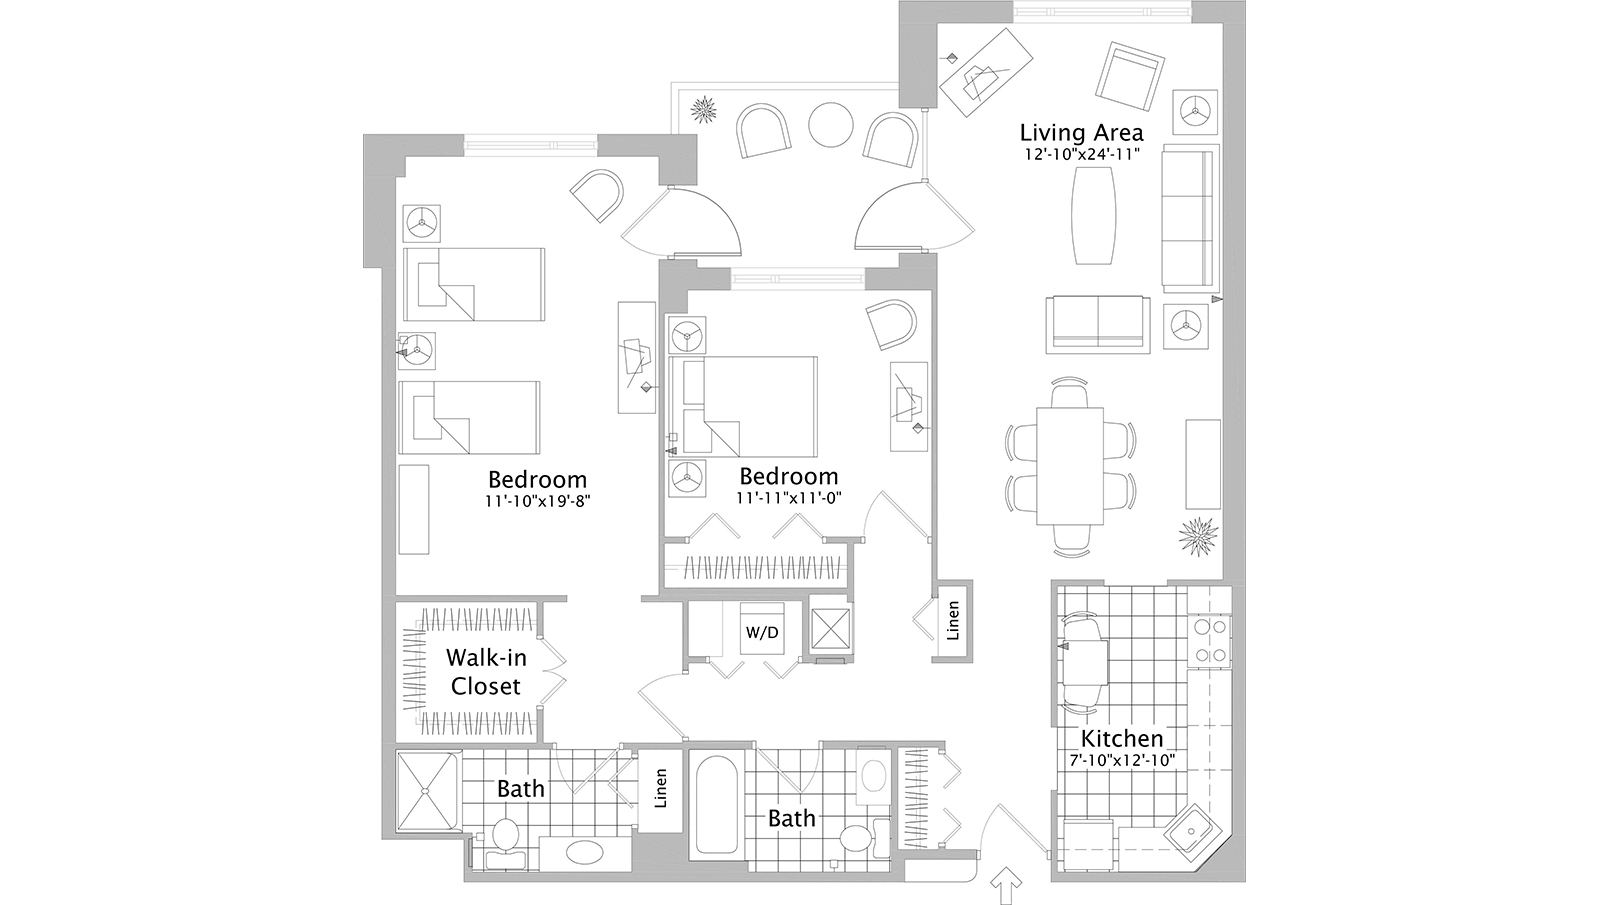 Living Area
12'-10"x24'-11"
Bedroom
11'-10"x19'-8"
Bedroom
11'-11"x11'-0"
W/D
Linen
Walk-in
Closet
Kitchen
7'-10"x12'-10"
Bath
Linen
Bath